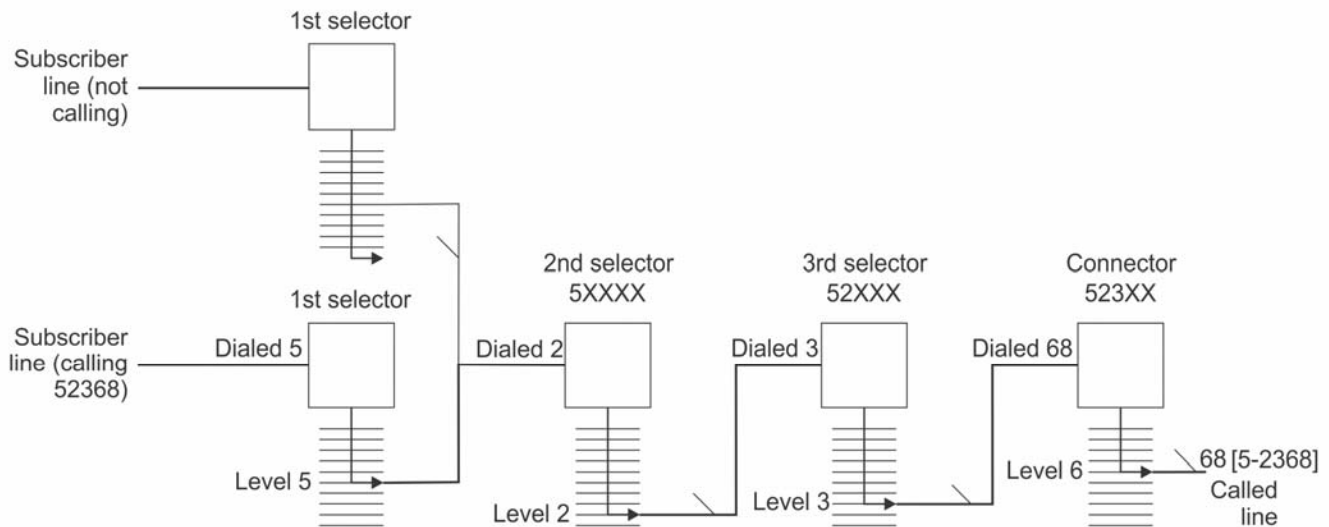 1st selector
Subscriber
line (not
calling)
2nd selector
5XXXX
3rd selector
52XXX
Connector
523XX
1st selector
Subscriber
line (calling
52368)
Dialed 5
Dialed 2
Dialed 3
Dialed 68
Level 5
Level 2
Level 3
Level 6
68 [5-2368]
Called
line